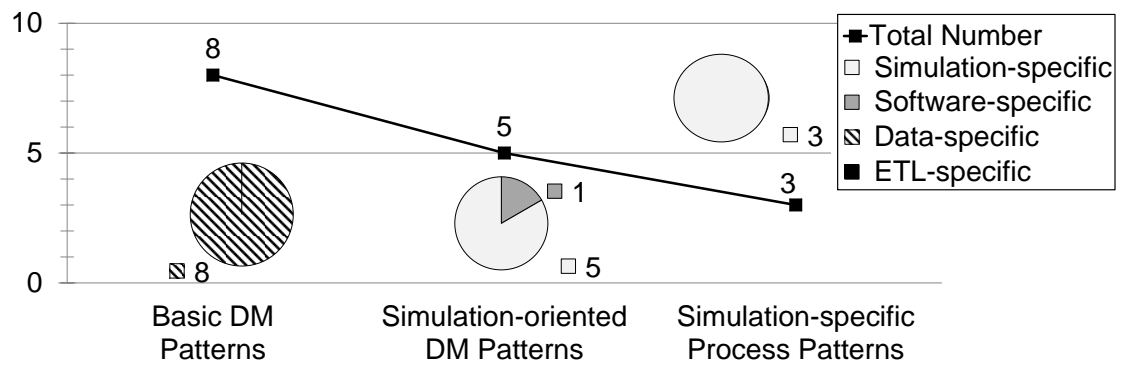 10
8
5
5
3
3
1
5
8
0
Total Number
Simulation-specific
Software-specific
Data-specific
ETL-specific
Basic DM
Patterns
Simulation-oriented
DM Patterns
Simulation-specific
Process Patterns